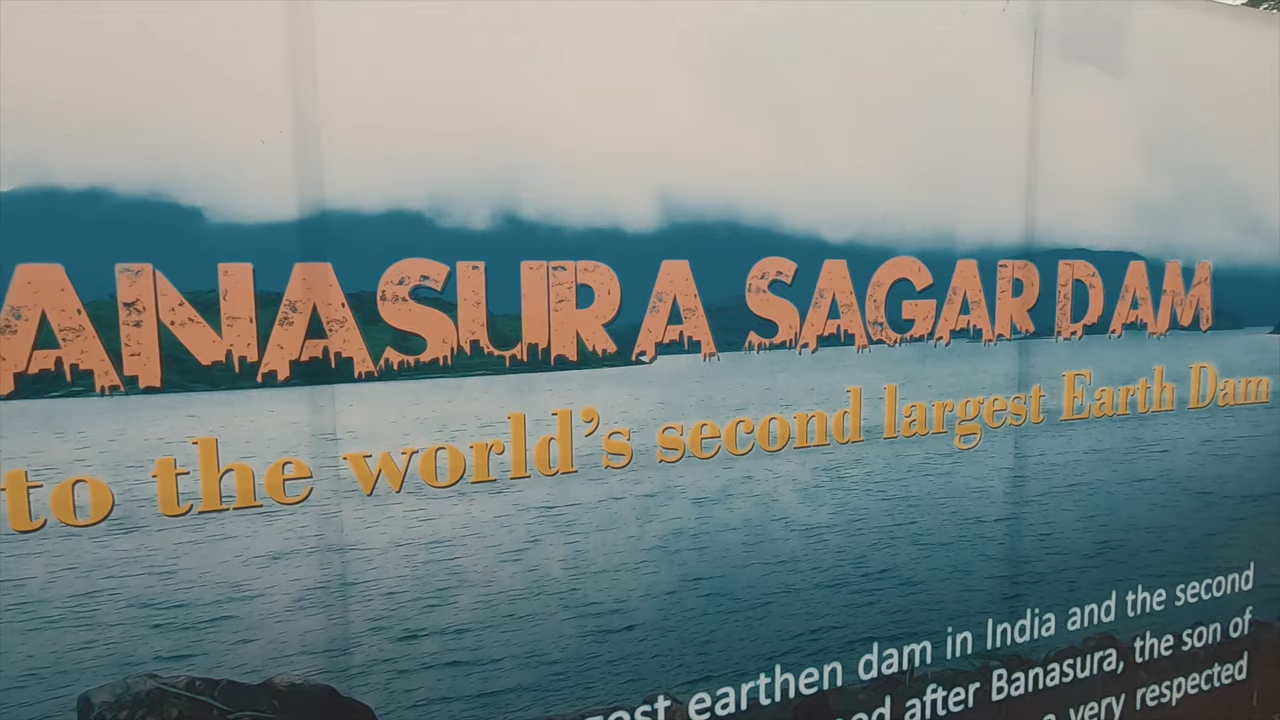 ANASURA SAGAR DAM
to the world's second largest Earth Dam
earthen dam in India and the second
after Banasura, the son of
very respected